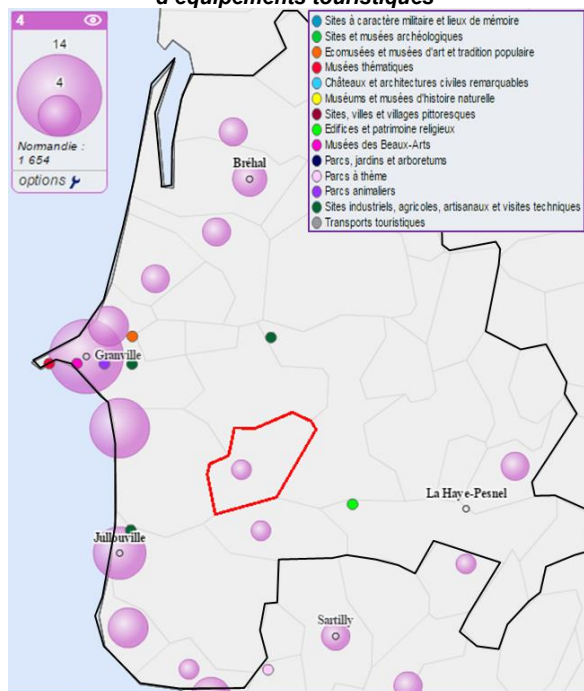 d'équipements touristiques
4
14
4
Normandie :
1 654
options
Sites à caractère militaire et lieux de mémoire
Sites et musées archéologiques
Ecomusées et musées d'art et tradition populaire
Musées thématiques
Châteaux et architectures civiles remarquables
Muséums et musées d'histoire naturelle
Sites, villes et villages pittoresques
Edifices et patrimoine religieux
Musées des Beaux-Arts
Parcs, jardins et arboretums
Parcs à thème
Parcs animaliers
Sites industriels, agricoles, artisanaux et visites techniques
Transports touristiques
Bréhal
Granville
La Haye-Pesnel
Jullouville
Sartilly